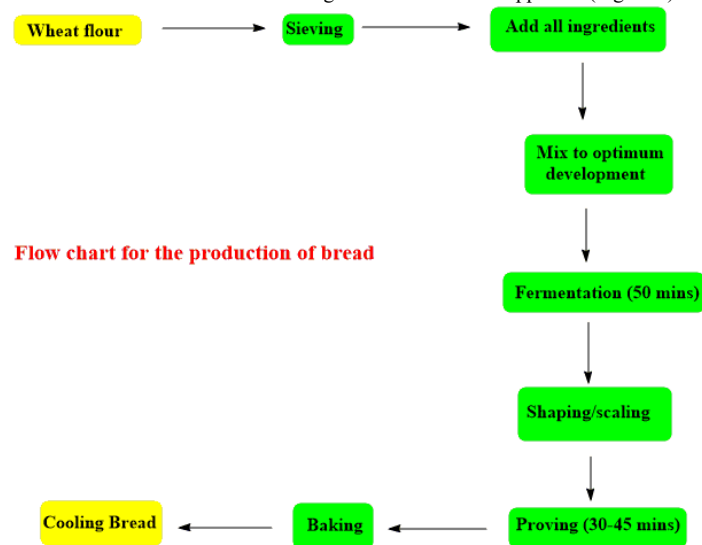 Wheat flour
Sieving
Add all ingredients
Mix to optimum
development
Flow chart for the production of bread
Fermentation (50 mins)
Shaping/scaling
Proving (30-45 mins)
Baking
Cooling Bread